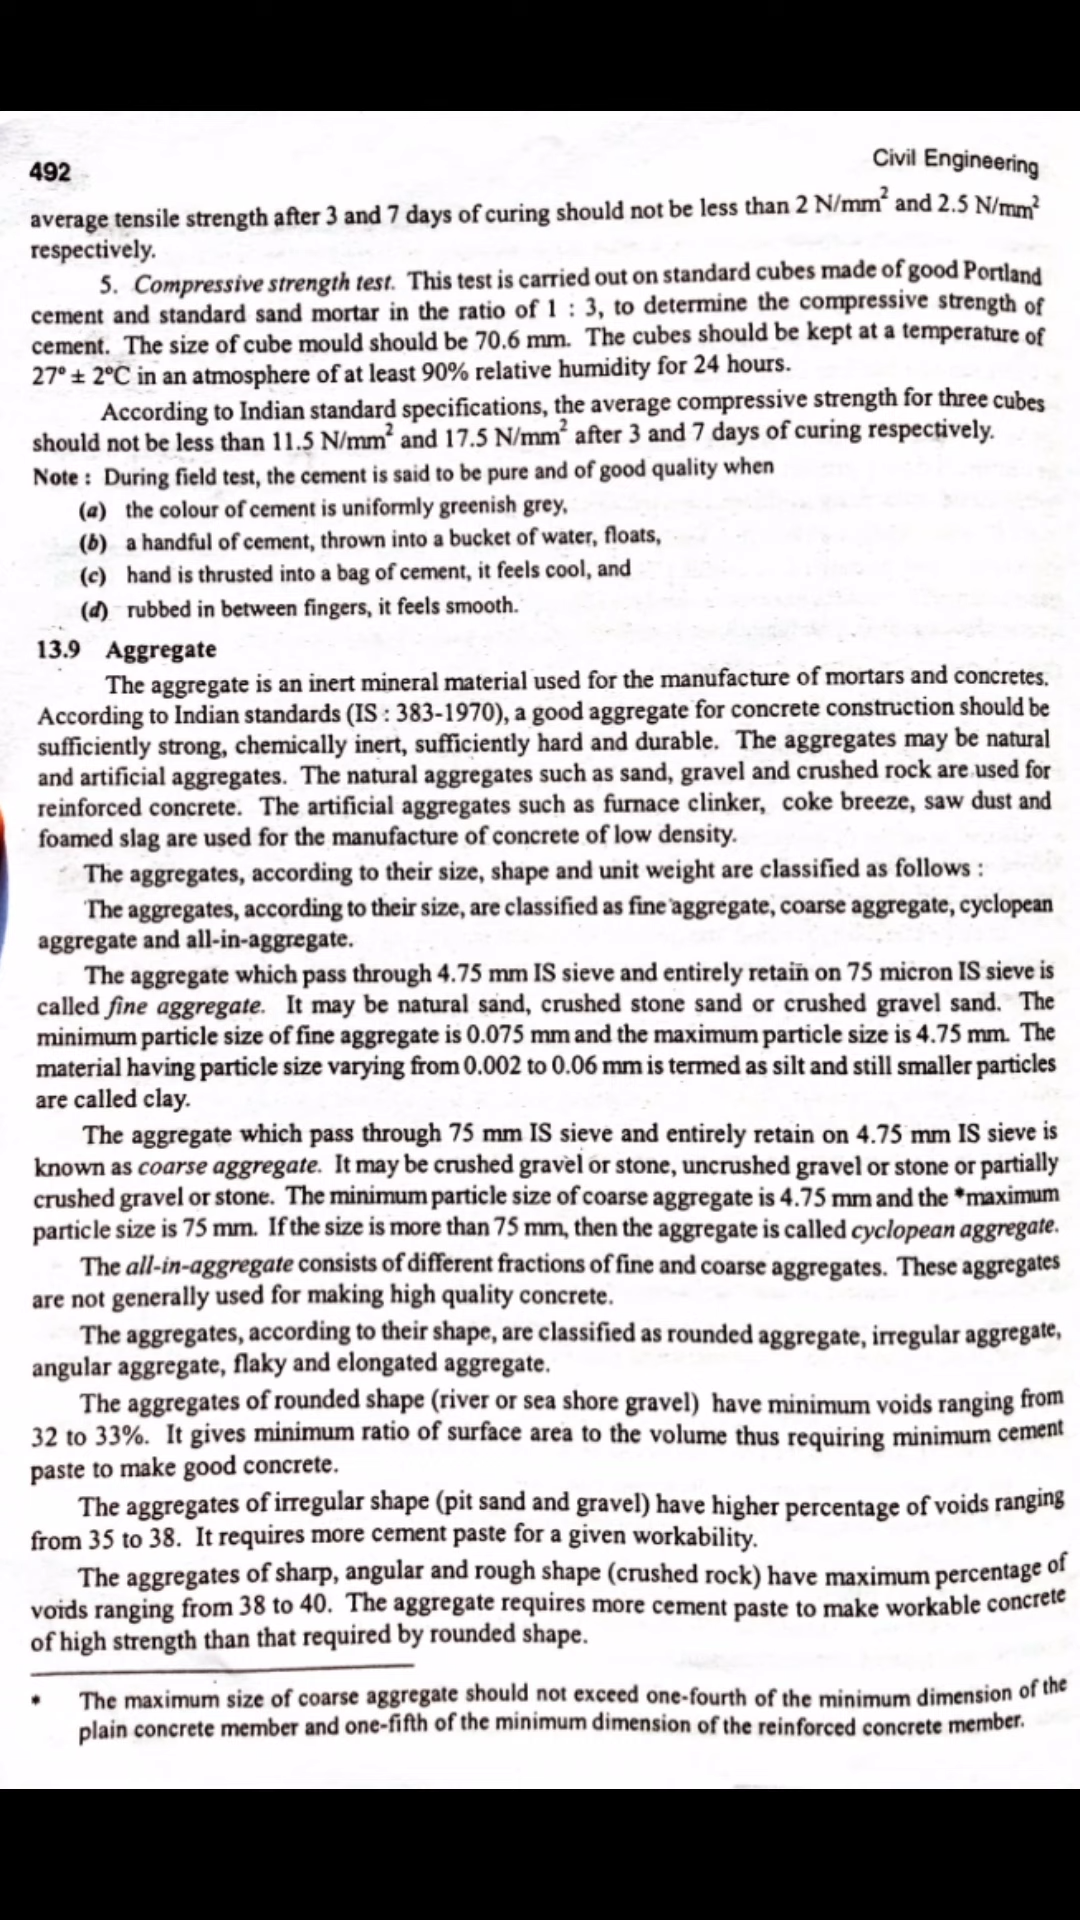 492
Civil Engineering
average tensile strength after 3 and 7 days of curing should not be less than 2 N/mm² and 2.5 N/mm²
respectively.
5. Compressive strength test. This test is carried out on standard cubes made of good Portland
cement and standard sand mortar in the ratio of 1 : 3, to determine the compressive strength of
cement. The size of cube mould should be 70.6 mm. The cubes should be kept at a temperature of
27° ± 2°C in an atmosphere of at least 90% relative humidity for 24 hours.
According to Indian standard specifications, the average compressive strength for three cubes
should not be less than 11.5 N/mm² and 17.5 N/mm² after 3 and 7 days of curing respectively.
Note : During field test, the cement is said to be pure and of good quality when
(a) the colour of cement is uniformly greenish grey,
(b) a handful of cement, thrown into a bucket of water, floats,
(c) hand is thrusted into a bag of cement, it feels cool, and
(d) rubbed in between fingers, it feels smooth.
13.9 Aggregate
The aggregate is an inert mineral material used for the manufacture of mortars and concretes.
According to Indian standards (IS : 383-1970), a good aggregate for concrete construction should be
sufficiently strong, chemically inert, sufficiently hard and durable. The aggregates may be natural
and artificial aggregates. The natural aggregates such as sand, gravel and crushed rock are used for
reinforced concrete. The artificial aggregates such as furnace clinker, coke breeze, saw dust and
foamed slag are used for the manufacture of concrete of low density.
The aggregates, according to their size, shape and unit weight are classified as follows :
The aggregates, according to their size, are classified as fine aggregate, coarse aggregate, cyclopean
aggregate and all-in-aggregate.
The aggregate which pass through 4.75 mm IS sieve and entirely retain on 75 micron IS sieve is
called fine aggregate. It may be natural sand, crushed stone sand or crushed gravel sand. The
minimum particle size of fine aggregate is 0.075 mm and the maximum particle size is 4.75 mm. The
material having particle size varying from 0.002 to 0.06 mm is termed as silt and still smaller particles
are called clay.
The aggregate which pass through 75 mm IS sieve and entirely retain on 4.75 mm IS sieve is
known as coarse aggregate. It may be crushed gravel or stone, uncrushed gravel or stone or partially
crushed gravel or stone. The minimum particle size of coarse aggregate is 4.75 mm and the *maximum
particle size is 75 mm. If the size is more than 75 mm, then the aggregate is called cyclopean aggregate.
The all-in-aggregate consists of different fractions of fine and coarse aggregates. These aggregates
are not generally used for making high quality concrete.
The aggregates, according to their shape, are classified as rounded aggregate, irregular aggregate,
angular aggregate, flaky and elongated aggregate.
The aggregates of rounded shape (river or sea shore gravel) have minimum voids ranging from
32 to 33%. It gives minimum ratio of surface area to the volume thus requiring minimum cement
paste to make good concrete.
The aggregates of irregular shape (pit sand and gravel) have higher percentage of voids ranging
from 35 to 38. It requires more cement paste for a given workability.
The aggregates of sharp, angular and rough shape (crushed rock) have maximum percentage of
voids ranging from 38 to 40. The aggregate requires more cement paste to make workable concrete
of high strength than that required by rounded shape.
* The maximum size of coarse aggregate should not exceed one-fourth of the minimum dimension of the
plain concrete member and one-fifth of the minimum dimension of the reinforced concrete member.